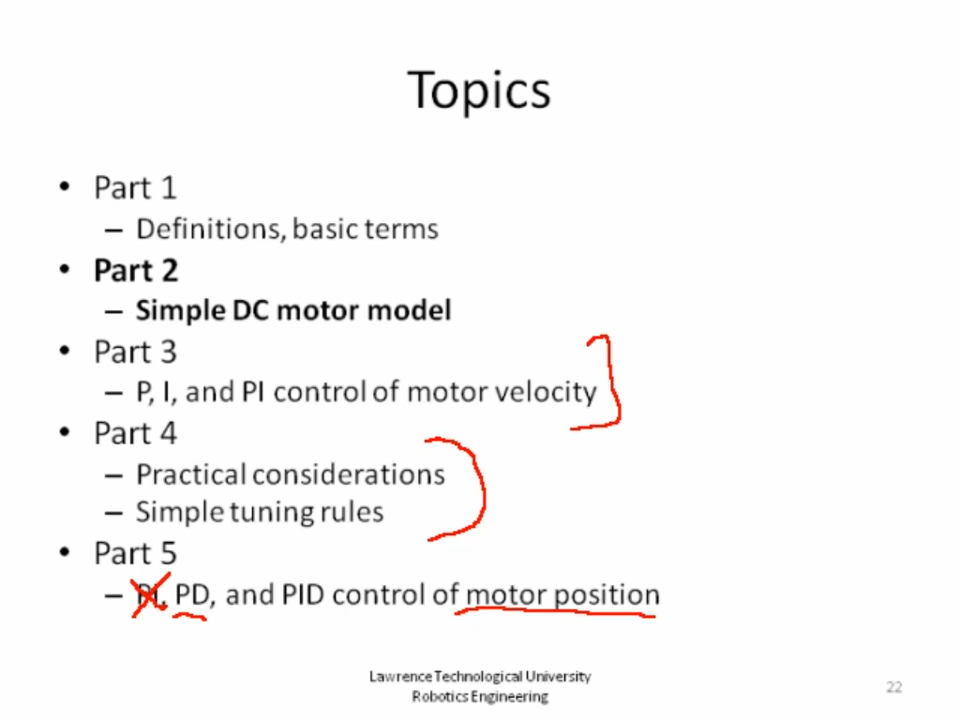 Topics
• Part 1
– Definitions, basic terms
• Part 2
– Simple DC motor model
• Part 3
– P, I, and PI control of motor velocity
• Part 4
– Practical considerations
– Simple tuning rules
• Part 5
– PI, PD, and PID control of motor position
Lawrence Technological University
Robotics Engineering
22